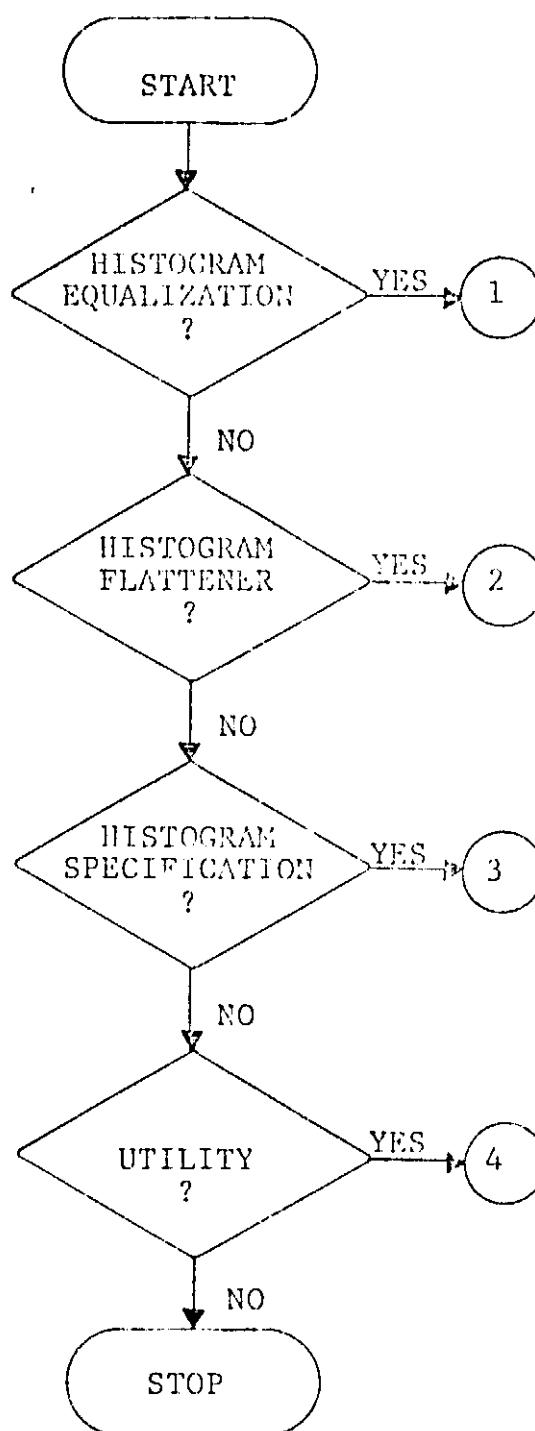 START
HISTOGRAM
EQUALIZATION
?
YES
1
NO
HISTOGRAM
FLATTENER
?
YES
2
NO
HISTOGRAM
SPECIFICATION
?
YES
3
NO
UTILITY
?
YES
4
NO
STOP